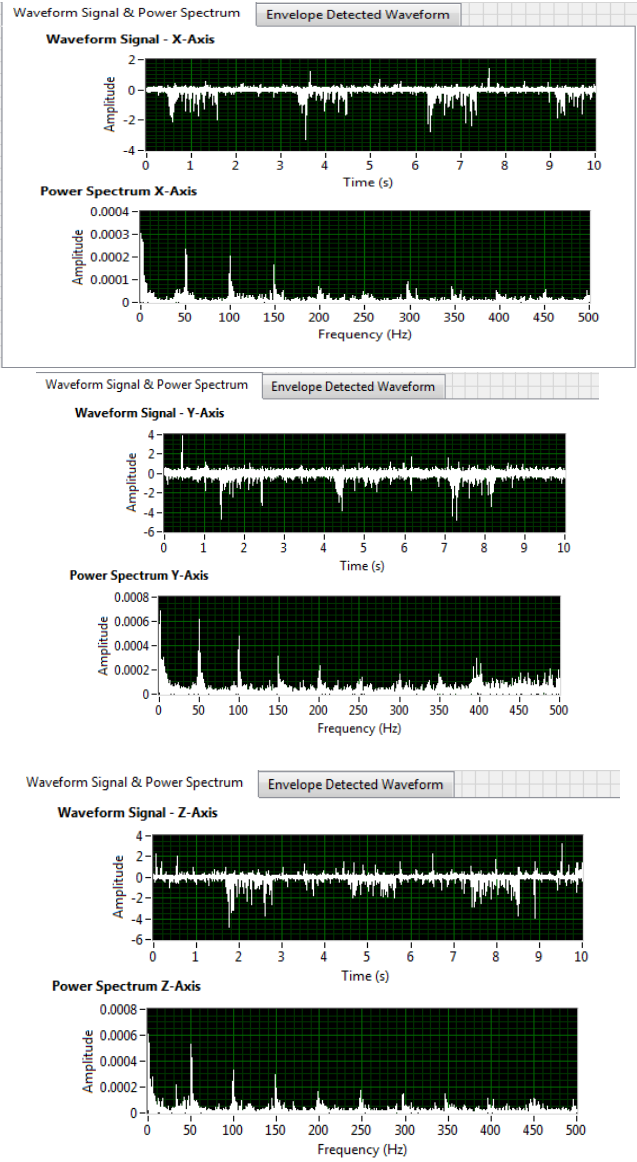 Waveform Signal & Power Spectrum Envelope Detected Waveform
Waveform Signal - X-Axis
Amplitude
2
0
-2
-4
0 1 2 3 4 5 6 7 8 9 10
Time (s)
Power Spectrum X-Axis
Amplitude
0.0004
0.0003
0.0002
0.0001
0
0 50 100 150 200 250 300 350 400 450 500
Frequency (Hz)
Waveform Signal & Power Spectrum Envelope Detected Waveform
Waveform Signal - Y-Axis
Amplitude
4
2
0
-2
-4
-6
0 1 2 3 4 5 6 7 8 9 10
Time (s)
Power Spectrum Y-Axis
Amplitude
0.0008
0.0006
0.0004
0.0002
0
0 50 100 150 200 250 300 350 400 450 500
Frequency (Hz)
Waveform Signal & Power Spectrum Envelope Detected Waveform
Waveform Signal - Z-Axis
Amplitude
4
2
0
-2
-4
-6
0 1 2 3 4 5 6 7 8 9 10
Time (s)
Power Spectrum Z-Axis
Amplitude
0.0008
0.0006
0.0004
0.0002
0
0 50 100 150 200 250 300 350 400 450 500
Frequency (Hz)